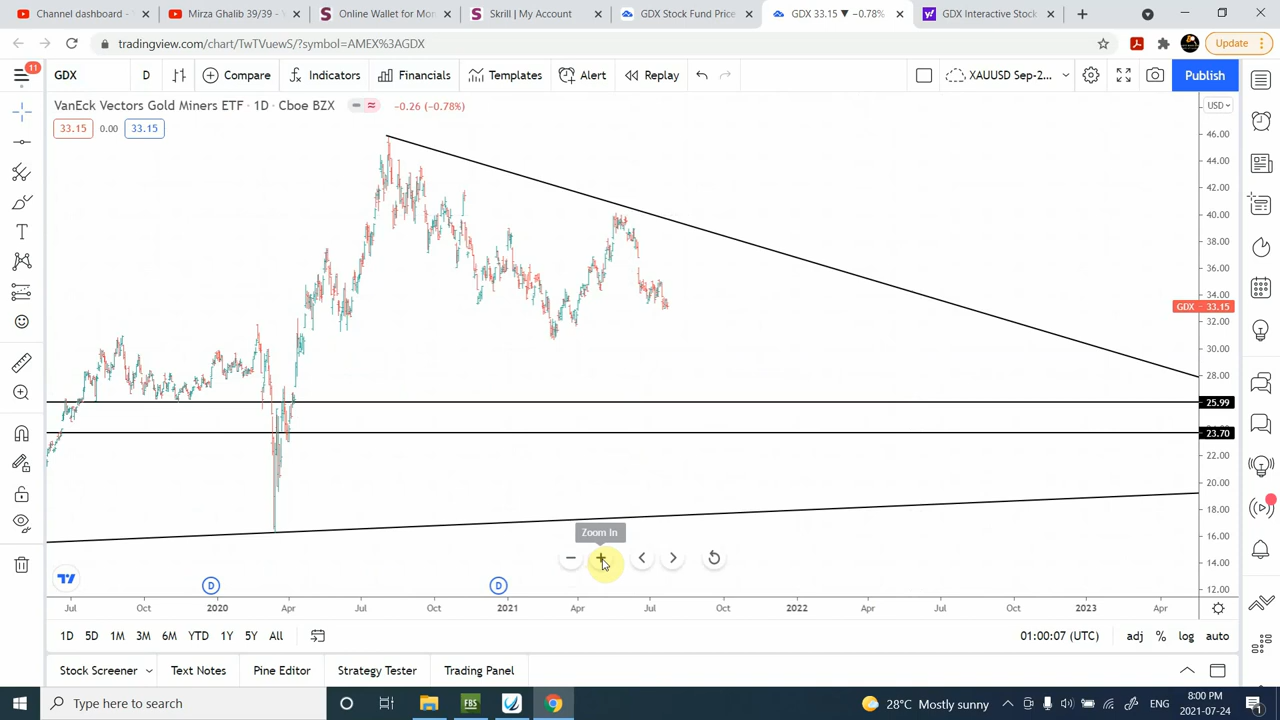 channel dashboard - YouTu
Mirza Ghalib 39/39 -
Online Wallet for Mon
Skrill | My Account
GDX Stock Fund Price
GDX 33.15 ▼ −0.78%
GDX Interactive Stock
tradingview.com/chart/TwTVuewS/?symbol=AMEX%3AGDX
Update
11
GDX
D
Compare
Indicators
Financials
Templates
Alert
Replay
XAUUSD Sep-2...
Publish
VanEck Vectors Gold Miners ETF · 1D · Cboe BZX
−0.26 (−0.78%)
USD
33.15
0.00
33.15
46.00
44.00
42.00
40.00
38.00
36.00
34.00
GDX
33.15
32.00
30.00
28.00
25.99
23.70
22.00
20.00
18.00
16.00
14.00
12.00
Zoom In
D
D
Jul
Oct
2020
Apr
Jul
Oct
2021
Apr
Jul
Oct
2022
Apr
Jul
Oct
2023
Apr
1D
5D
1M
3M
6M
YTD
1Y
5Y
All
01:00:07 (UTC)
adj
%
log
auto
Stock Screener
Text Notes
Pine Editor
Strategy Tester
Trading Panel
Type here to search
FBS
28°C Mostly sunny
ENG
8:00 PM
2021-07-24
1